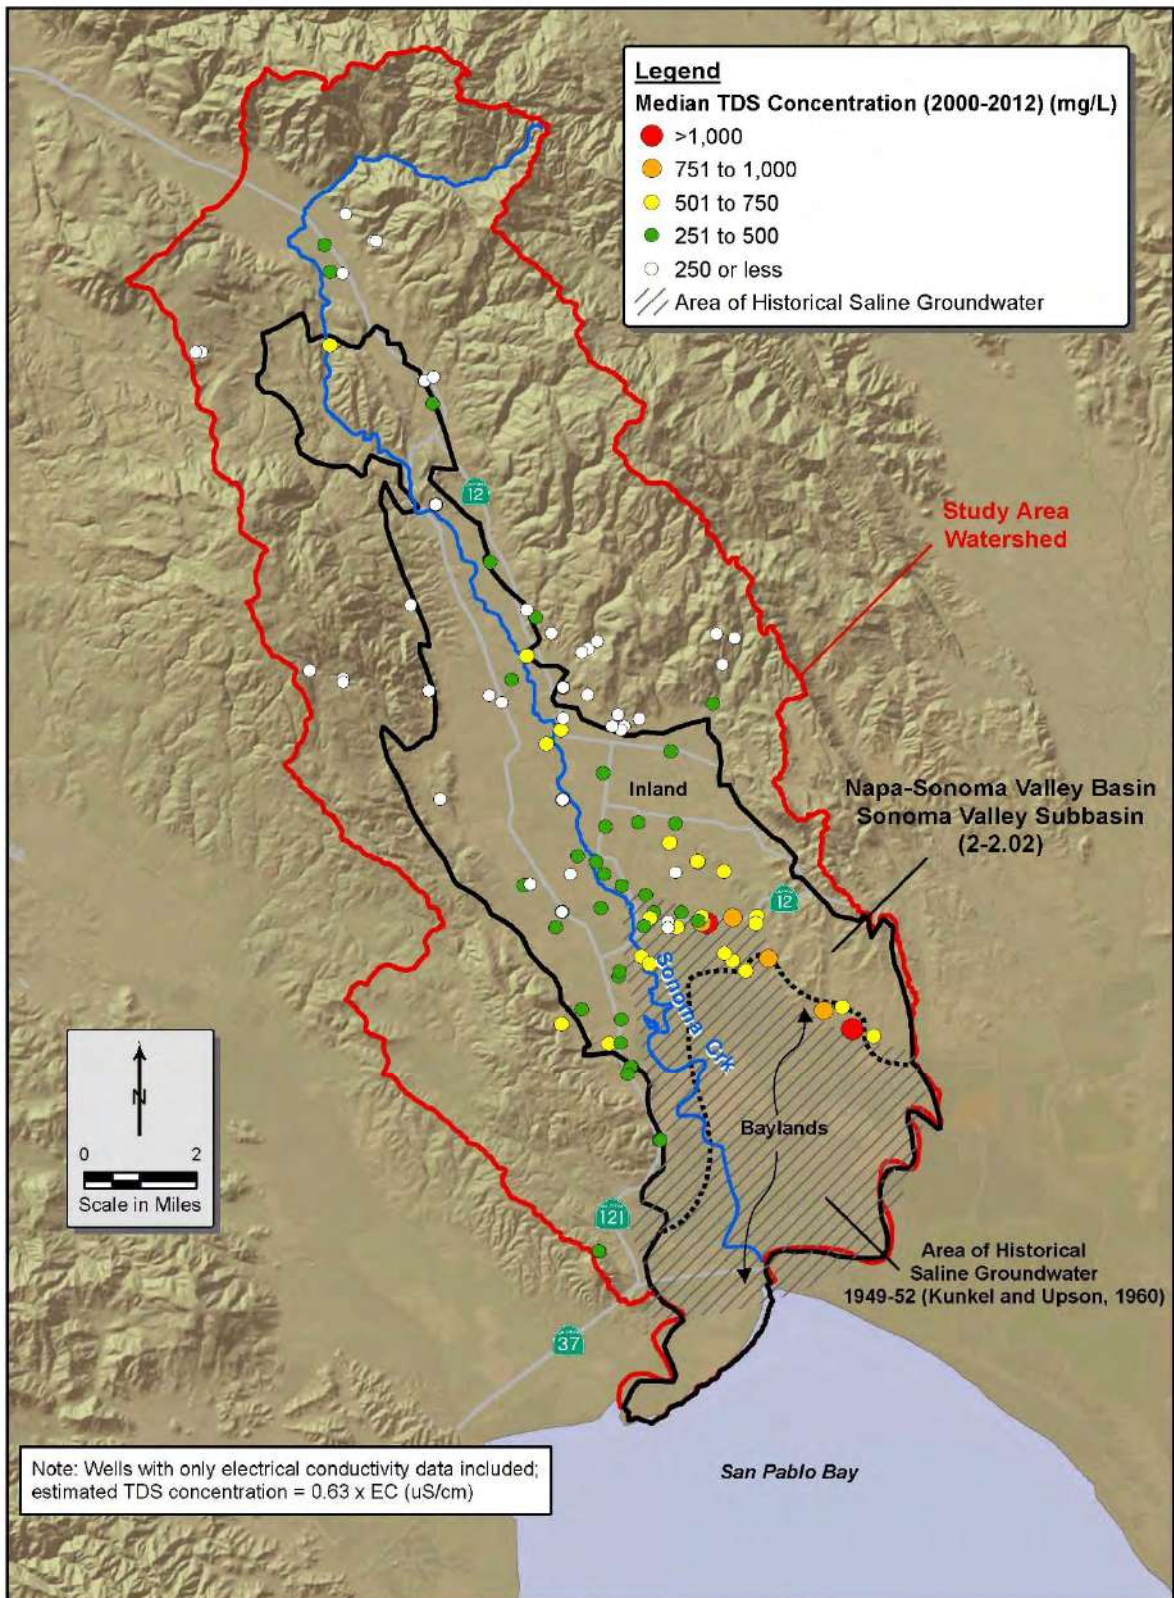 Legend
Median TDS Concentration (2000-2012) (mg/L)
>1,000
751 to 1,000
501 to 750
251 to 500
250 or less
Area of Historical Saline Groundwater
12
Study Area
Watershed
Inland
Napa-Sonoma Valley Basin
Sonoma Valley Subbasin
(2-2.02)
12
Sonoma Crk
N
0 2
Scale in Miles
Baylands
121
Area of Historical
Saline Groundwater
1949-52 (Kunkel and Upson, 1960)
37
Note: Wells with only electrical conductivity data included;
estimated TDS concentration = 0.63 x EC (uS/cm)
San Pablo Bay